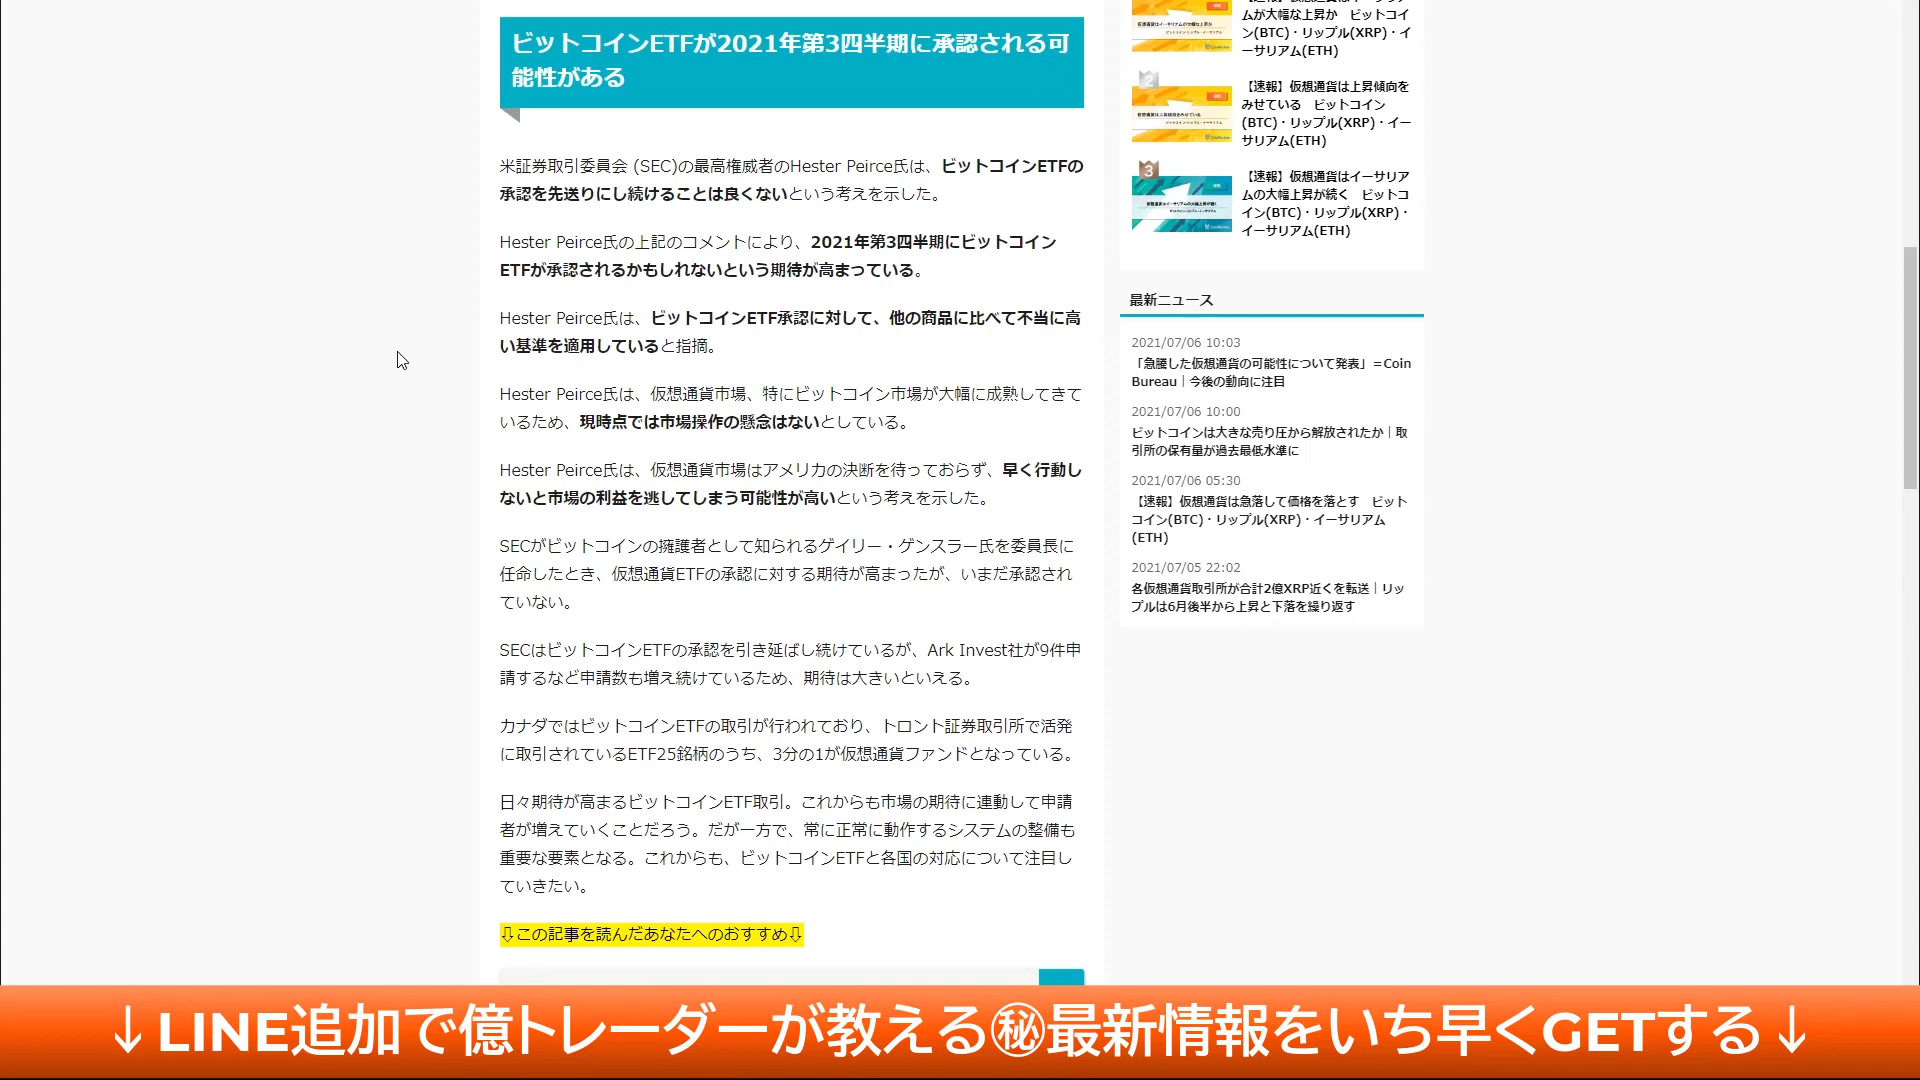 ビットコインETFが2021年第3四半期に承認される可
能性がある
米証券取引委員会 (SEC)の最高権威者のHester Peirce氏は、ビットコインETFの
承認を先送りにし続けることは良くないという考えを示した。
Hester Peirce氏の上記のコメントにより、2021年第3四半期にビットコイン
ETFが承認されるかもしれないという期待が高まっている。
Hester Peirce氏は、ビットコインETF承認に対して、他の商品に比べて不当に高
い基準を適用していると指摘。
Hester Peirce氏は、仮想通貨市場、特にビットコイン市場が大幅に成熟してきて
いるため、現時点では市場操作の懸念はないとしている。
Hester Peirce氏は、仮想通貨市場はアメリカの決断を待っておらず、早く行動し
ないと市場の利益を逃してしまう可能性が高いという考えを示した。
SECがビットコインの擁護者として知られるゲイリー・ゲンスラー氏を委員長に
任命したとき、仮想通貨ETFの承認に対する期待が高まったが、いまだ承認され
ていない。
SECはビットコインETFの承認を引き延ばし続けているが、Ark Invest社が9件申
請するなど申請数も増え続けているため、期待は大きいといえる。
カナダではビットコインETFの取引が行われており、トロント証券取引所で活発
に取引されているETF25銘柄のうち、3分の1が仮想通貨ファンドとなっている。
日々期待が高まるビットコインETF取引。これからも市場の期待に連動して申請
者が増えていくことだろう。だが一方で、常に正常に動作するシステムの整備も
重要な要素となる。これからも、ビットコインETFと各国の対応について注目し
ていきたい。
⇩この記事を読んだあなたへのおすすめ⇩
ムが大幅な上昇か　ビットコイ
ン(BTC)・リップル(XRP)・イ
ーサリアム(ETH)
2
【速報】仮想通貨は上昇傾向を
みせている　ビットコイン
(BTC)・リップル(XRP)・イー
サリアム(ETH)
3
【速報】仮想通貨はイーサリア
ムの大幅上昇が続く　ビットコ
イン(BTC)・リップル(XRP)・
イーサリアム(ETH)
最新ニュース
2021/07/06 10:03
「急騰した仮想通貨の可能性について発表」＝Coin
Bureau｜今後の動向に注目
2021/07/06 10:00
ビットコインは大きな売り圧から解放されたか｜取
引所の保有量が過去最低水準に
2021/07/06 05:30
【速報】仮想通貨は急落して価格を落とす　ビット
コイン(BTC)・リップル(XRP)・イーサリアム
(ETH)
2021/07/05 22:02
各仮想通貨取引所が合計2億XRP近くを転送｜リッ
プルは6月後半から上昇と下落を繰り返す
↓LINE追加で億トレーダーが教える㊙最新情報をいち早くGETする↓